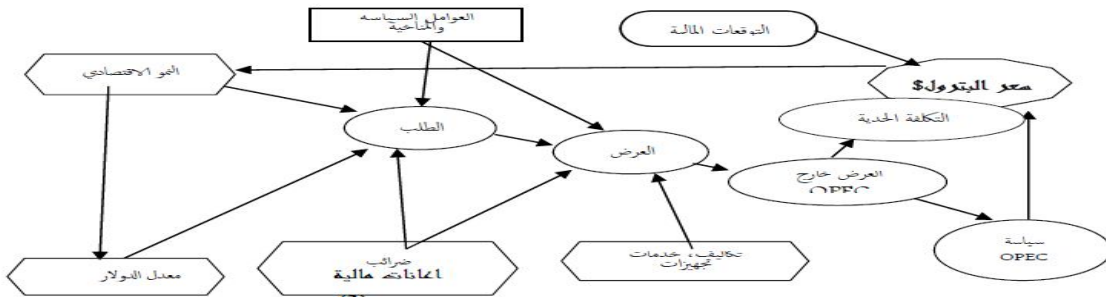 العوامل السياسه
والمناخية
التوقعات المالية
النمو الاقتصادي
سعر البترول$
التكلفة الحدية
الطلب
العرض
العرض خارج
OPEC
سياسة
OPEC
معدل الدولار
ضرائب
اعانات مالية
تكاليف، خدمات
تجهيزات